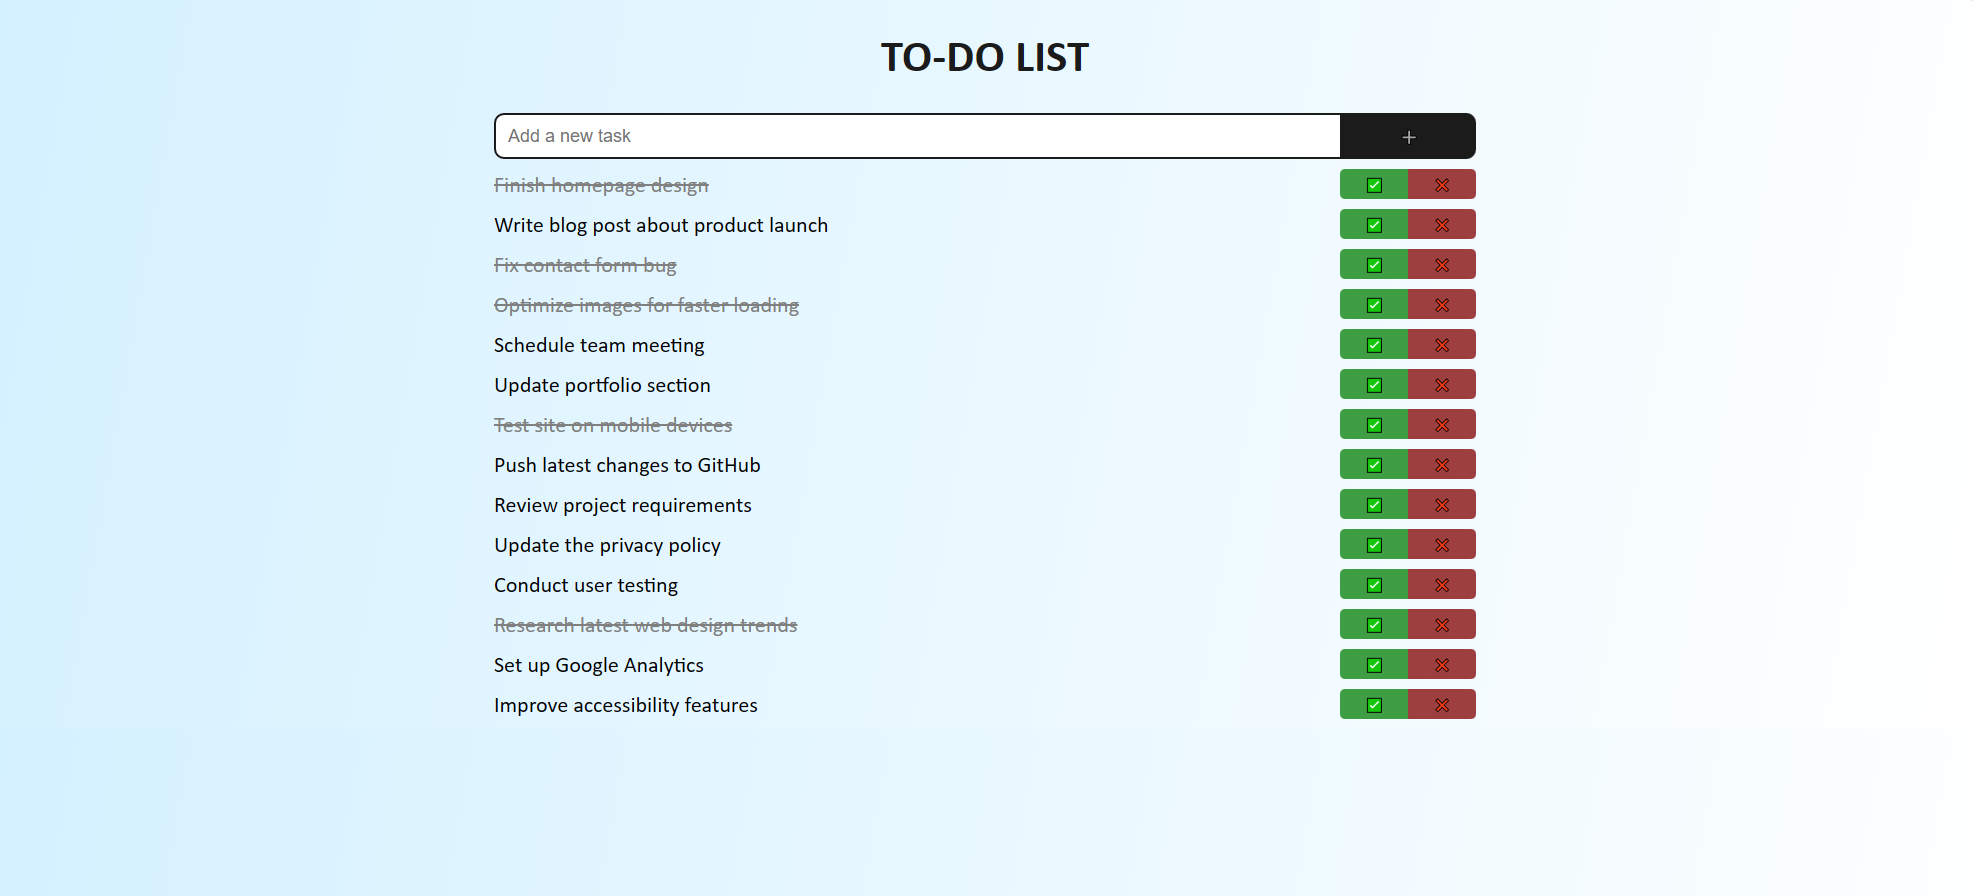 TO-DO LIST
Add a new task
+
Finish homepage design
Write blog post about product launch
Fix contact form bug
Optimize images for faster loading
Schedule team meeting
Update portfolio section
Test site on mobile devices
Push latest changes to GitHub
Review project requirements
Update the privacy policy
Conduct user testing
Research latest web design trends
Set up Google Analytics
Improve accessibility features